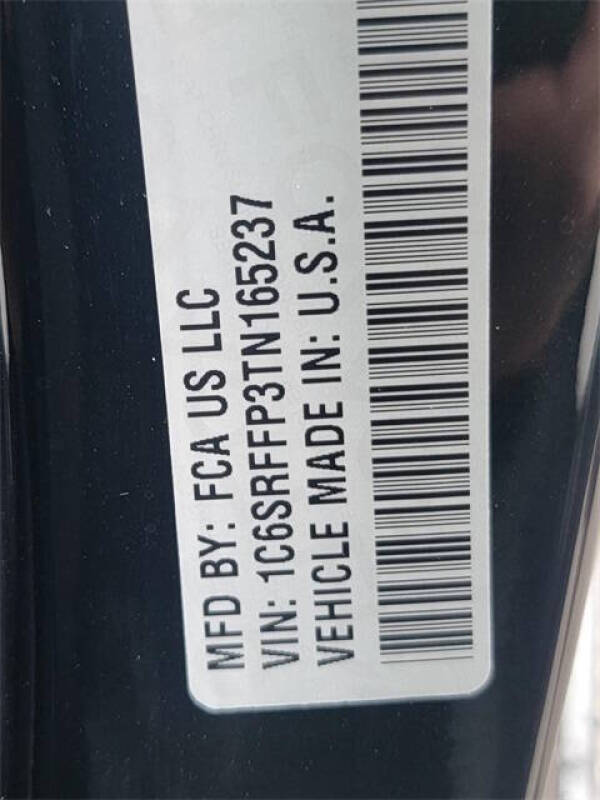 MFD BY: FCA US LLC
VIN: 1C6SRFFP3TN165237
VEHICLE MADE IN: U.S.A.